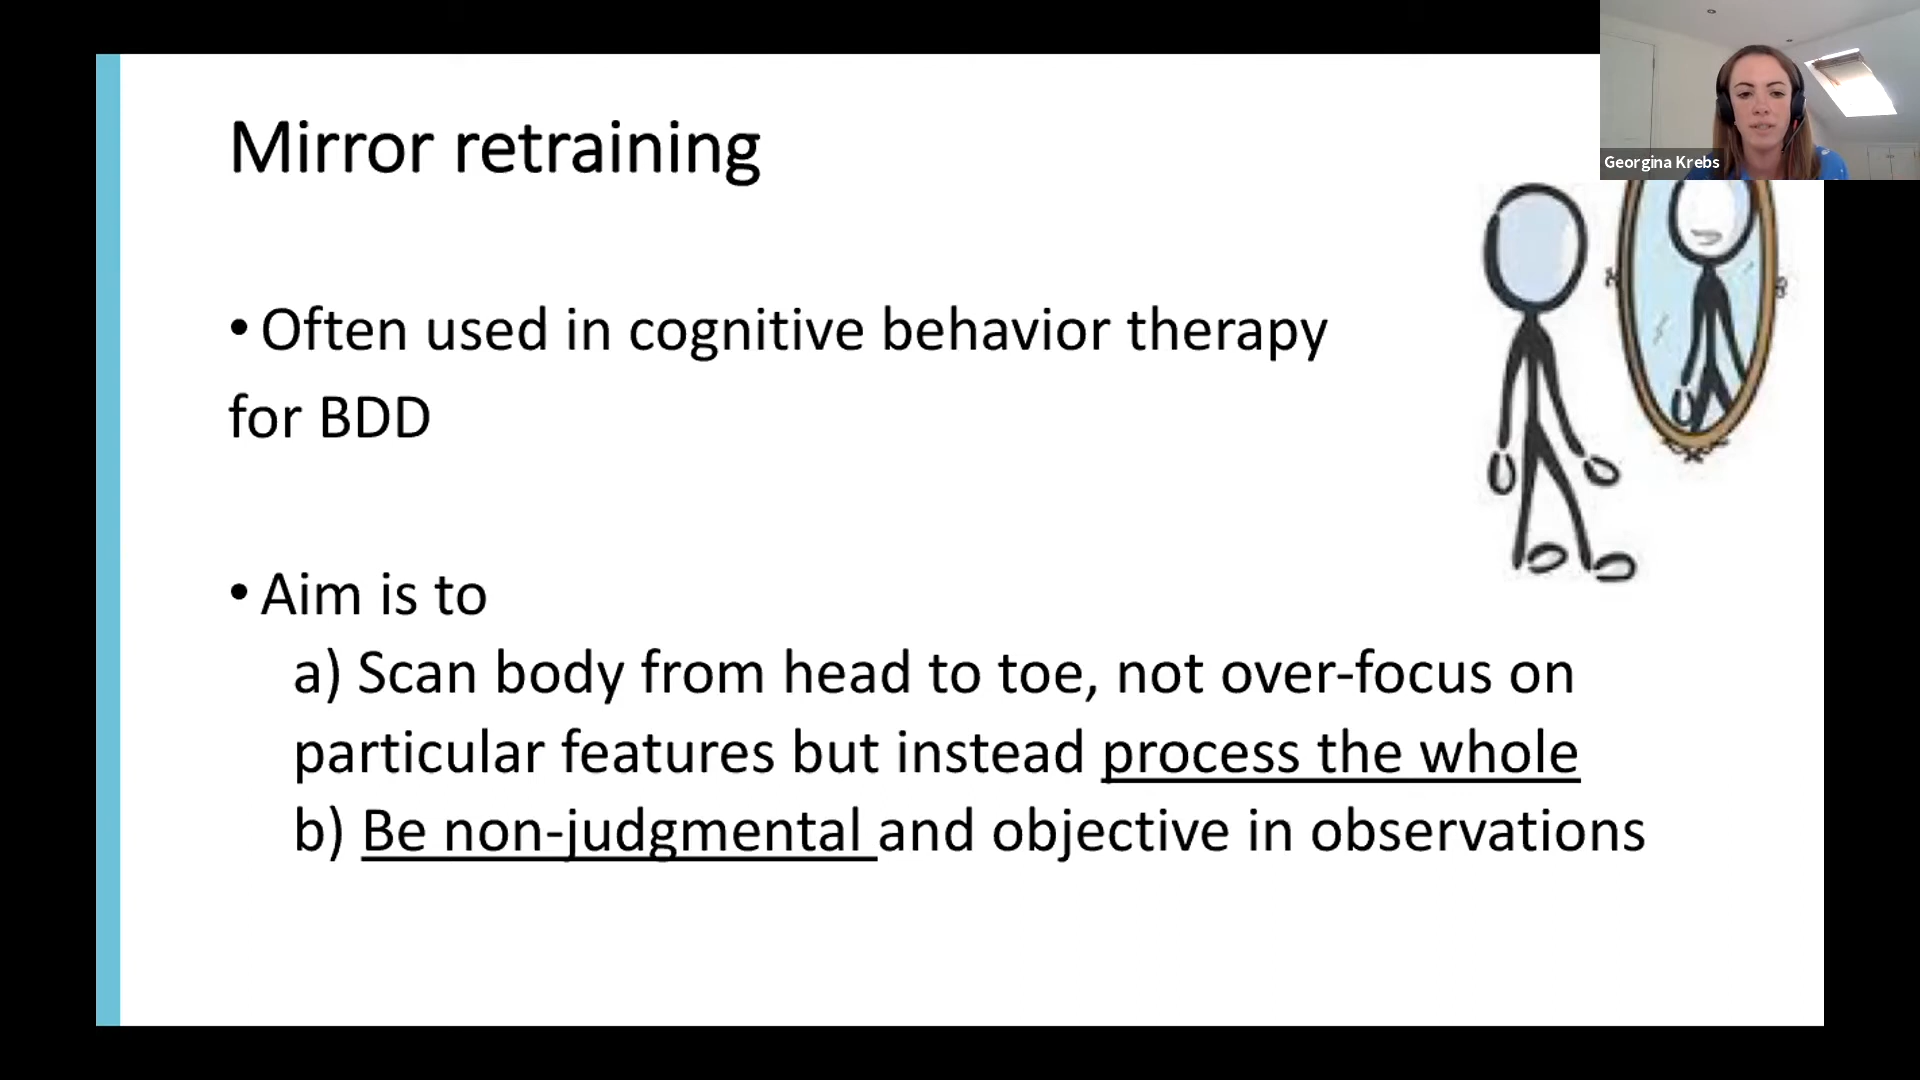 Mirror retraining
Georgina Krebs
• Often used in cognitive behavior therapy
for BDD
• Aim is to
a) Scan body from head to toe, not over-focus on
particular features but instead process the whole
b) Be non-judgmental and objective in observations